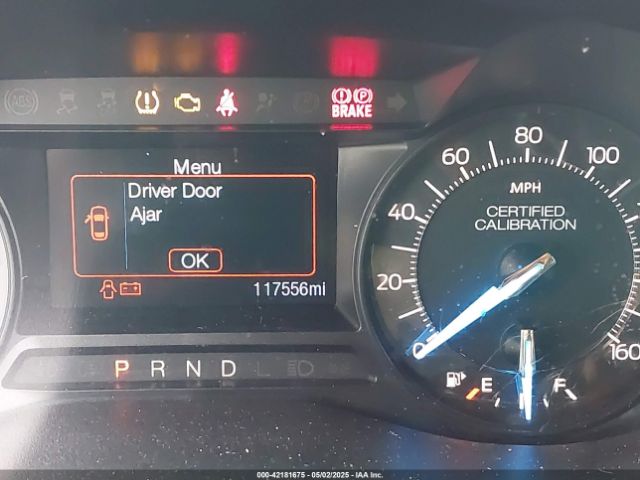 ABS
BRAKE
Menu
Driver Door
Ajar
OK
117556mi
P R N D L
0 20 40 60 80 100 160
MPH
CERTIFIED
CALIBRATION
E F
000-42181675 - 05/02/2025 - IAA Inc.